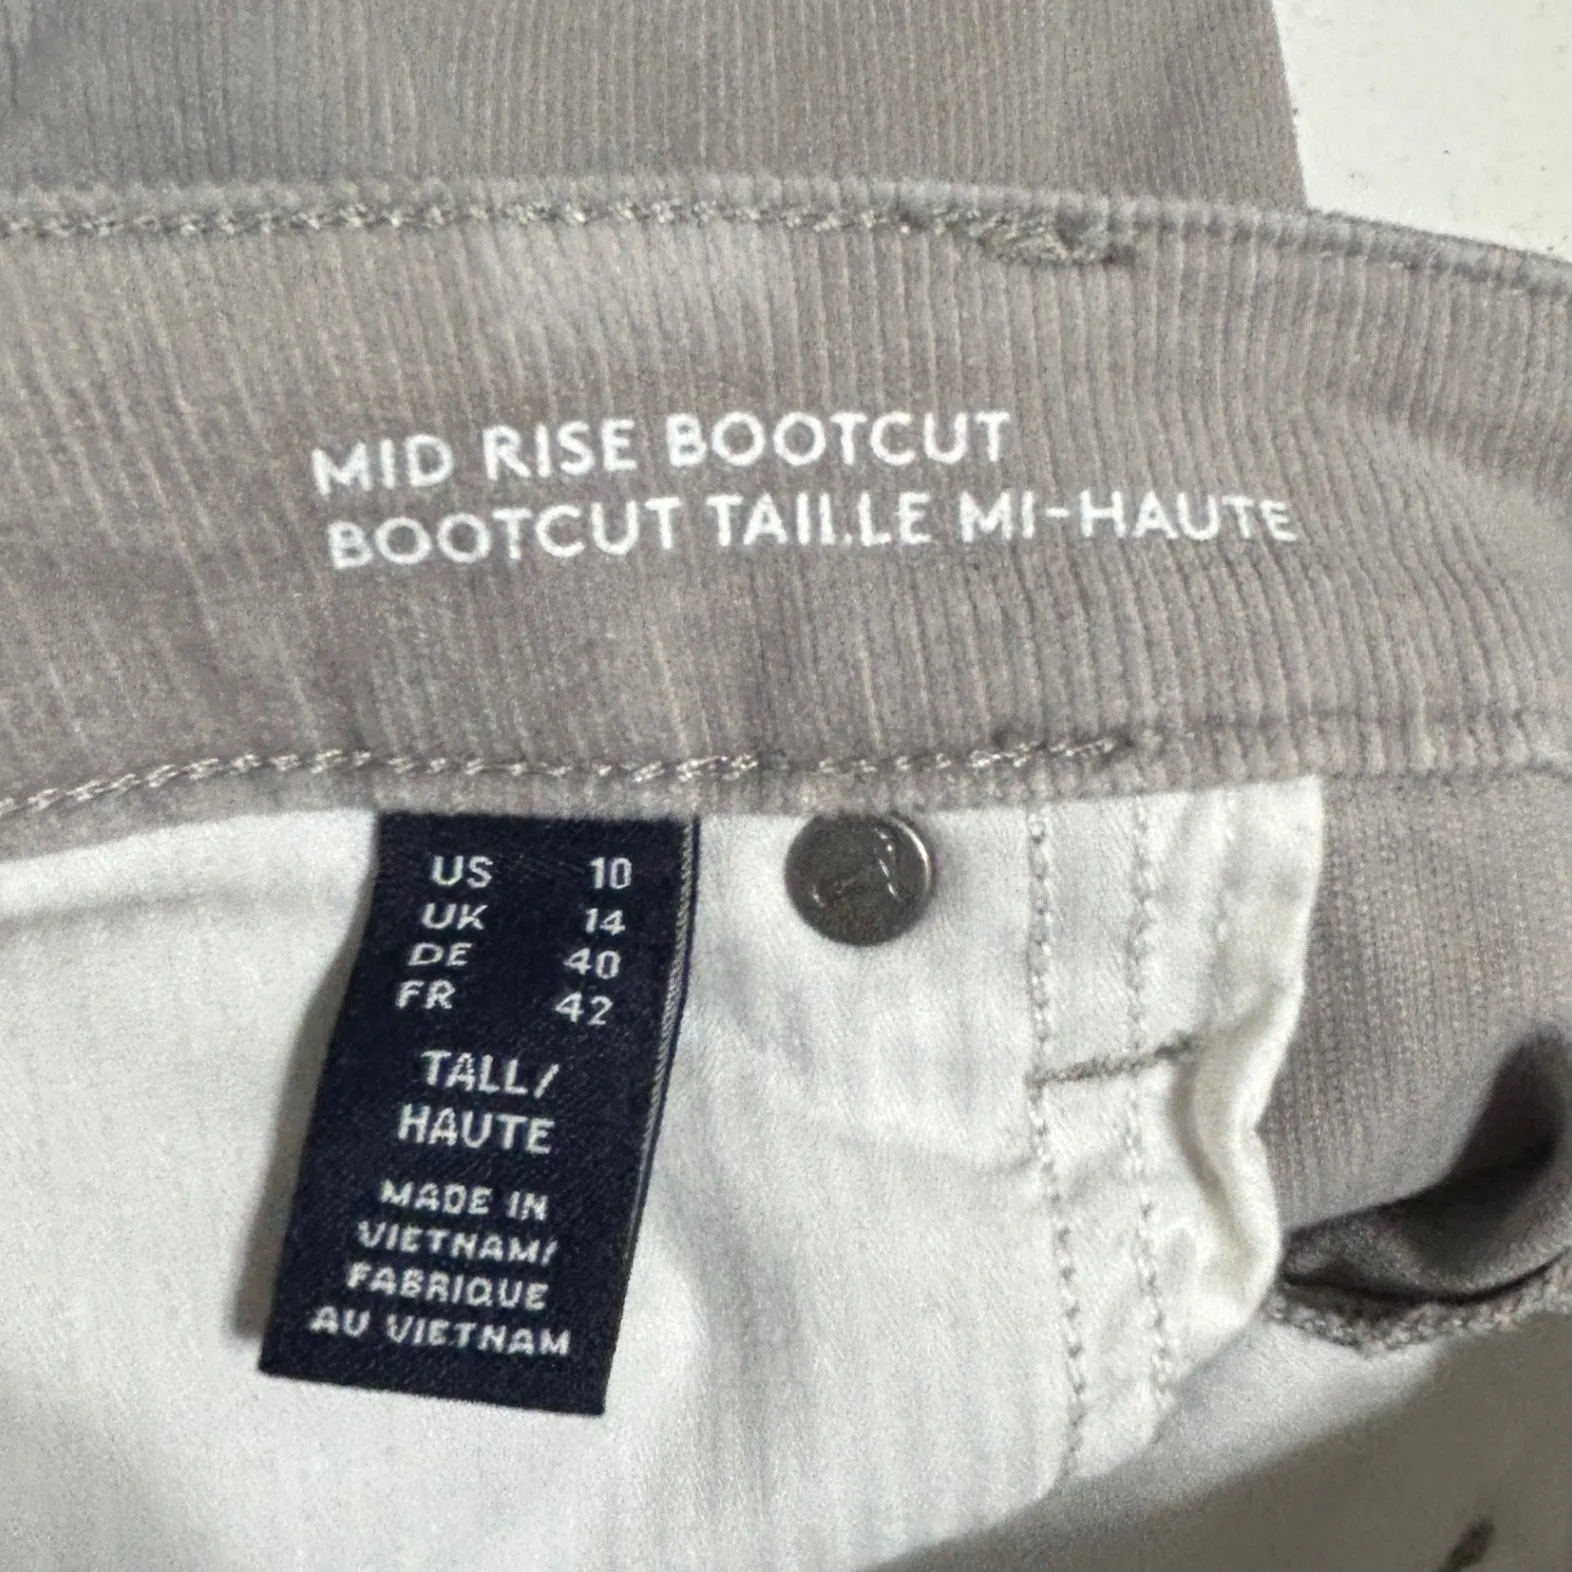 MID RISE BOOTCUT
BOOTCUT TAILLE MI-HAUTE
US 10
UK 14
DE 40
FR 42
TALL/
HAUTE
MADE IN
VIETNAM/
FABRIQUE
AU VIETNAM